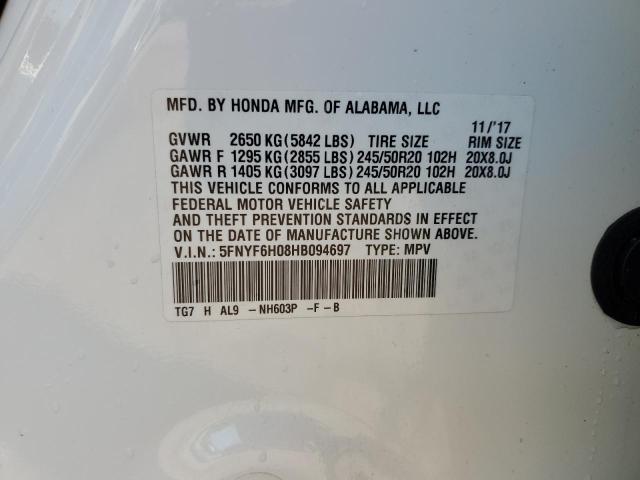 MFD. BY HONDA MFG. OF ALABAMA, LLC
11/'17
GVWR 2650 KG(5842 LBS) TIRE SIZE RIM SIZE
GAWR F 1295 KG(2855 LBS)245/50R20 102H 20X8.0J
GAWR R 1405 KG(3097 LBS)245/50R20 102H 20X8.0J
THIS VEHICLE CONFORMS TO ALL APPLICABLE
FEDERAL MOTOR VEHICLE SAFETY
AND THEFT PREVENTION STANDARDS IN EFFECT
ON THE DATE OF MANUFACTURE SHOWN ABOVE.
V.I.N.: 5FNYF6H08HB094697 TYPE: MPV
TG7 H AL9 -NH603P -F-B